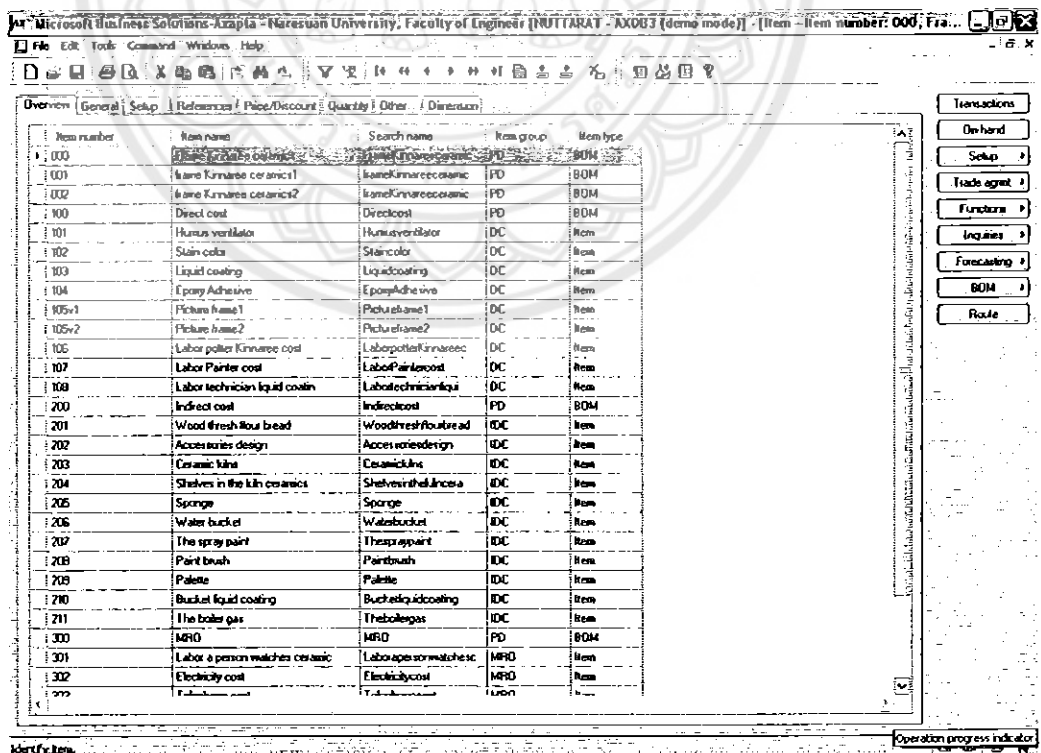 Microsoft Business Solutions-Axapta - Naresuan University, Faculty of Engineer [NUTTARAT - AXDB3 (demo mode)] - [Item - Item number: 000, Fra...
File Edit Tools Command Windows Help
Overview General Setup References Price/Discount Quantity Other... Dimension
Transactions
On-hand
Setup
Trade agmt
Functions
Inquiries
Forecasting
BOM
Route
Item number Item name Search name Item group Item type
000 PD BOM
001 frame Kinnaree ceramics1 frameKinnareeceramic PD BOM
002 frame Kinnaree ceramics2 frameKinnareeceramic PD BOM
100 Direct cost Directcost PD BOM
101 Humus ventilator Humusventilator DC Item
102 Stain color Staincolor DC Item
103 Liquid coating Liquidcoating DC Item
104 Epoxy Adhesive EpoxyAdhesive DC Item
105v1 Picture frame1 Pictureframe1 DC Item
105v2 Picture frame2 Pictureframe2 DC Item
106 Labor potter Kinnaree cost LaborpotterKinnareec DC Item
107 Labor Painter cost LaborPaintercost DC Item
108 Labor technician liquid coatin Labortechnicianliqui DC Item
200 Indirect cost Indirectcost PD BOM
201 Wood thresh flour bread Woodthreshflourbread IDC Item
202 Accessories design Accessoriesdesign IDC Item
203 Ceramic kilns Ceramickilns IDC Item
204 Shelves in the kiln ceramics Shelvesinthekilncera IDC Item
205 Sponge Sponge IDC Item
206 Water bucket Waterbucket IDC Item
207 The spray paint Thespraypaint IDC Item
208 Paint brush Paintbrush IDC Item
209 Palette Palette IDC Item
210 Bucket liquid coating Bucketliquidcoating IDC Item
211 The boiler gas Theboilergas IDC Item
300 MRO MRO PD BOM
301 Labor a person watches ceramic Laborapersonwatchesc MRO Item
302 Electricity cost Electricitycost MRO Item
Identify item.
Operation progress indicator